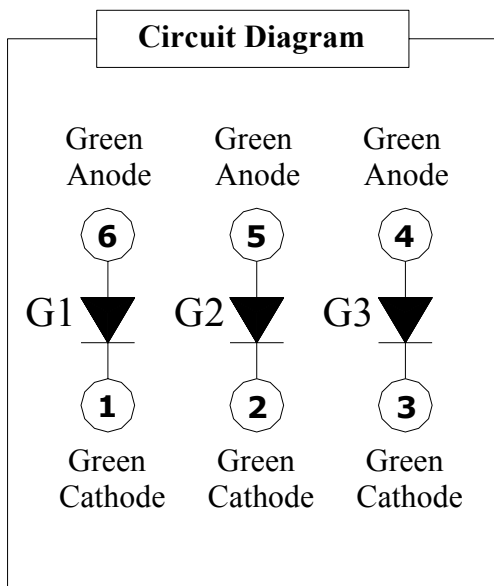 Circuit Diagram
Green Green Green
Anode Anode Anode
6 5 4
G1 G2 G3
1 2 3
Green Green Green
Cathode Cathode Cathode